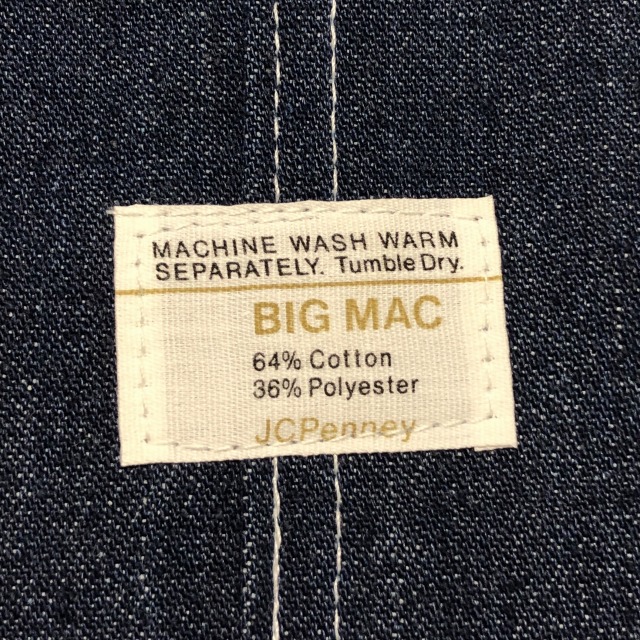 MACHINE WASH WARM
SEPARATELY. Tumble Dry.
BIG MAC
64% Cotton
36% Polyester
JCPenney